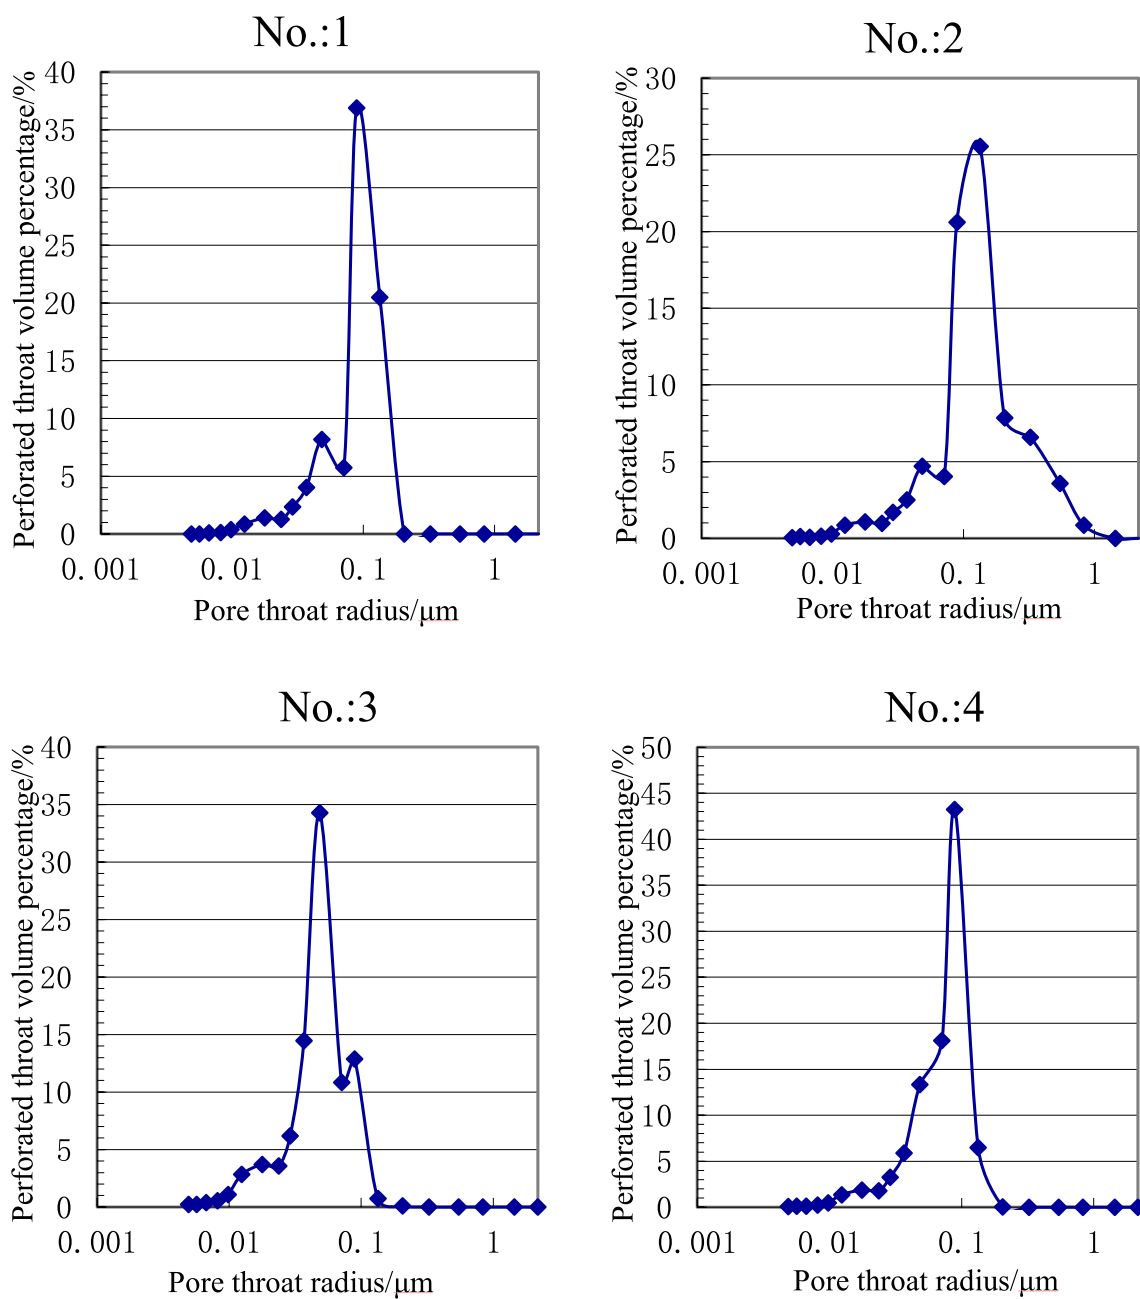 No.:1
Perforated throat volume percentage/%
40
35
30
25
20
15
10
5
0
0.001 0.01 0.1 1
Pore throat radius/μm
No.:2
Perforated throat volume percentage/%
30
25
20
15
10
5
0
0.001 0.01 0.1 1
Pore throat radius/μm
No.:3
Perforated throat volume percentage/%
40
35
30
25
20
15
10
5
0
0.001 0.01 0.1 1
Pore throat radius/μm
No.:4
Perforated throat volume percentage/%
50
45
40
35
30
25
20
15
10
5
0
0.001 0.01 0.1 1
Pore throat radius/μm